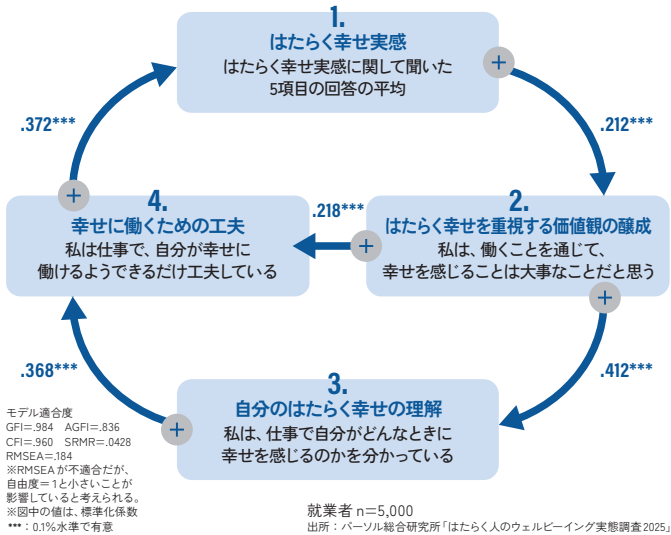 1.
はたらく幸せ実感
はたらく幸せ実感に関して聞いた
5項目の回答の平均
+
.372***
.212***
+
4.
幸せに働くための工夫
私は仕事で、自分が幸せに
働けるようできるだけ工夫している
.218***
+
2.
はたらく幸せを重視する価値観の醸成
私は、働くことを通じて、
幸せを感じることは大事なことだと思う
+
.368***
.412***
3.
自分のはたらく幸せの理解
私は、仕事で自分がどんなときに
幸せを感じるのかを分かっている
+
モデル適合度
GFI=.984 AGFI=.836
CFI=.960 SRMR=.0428
RMSEA=.184
※RMSEAが不適合だが、
自由度=1と小さいことが
影響していると考えられる。
※図中の値は、標準化係数
***:0.1%水準で有意
就業者 n=5,000
出所:パーソル総合研究所「はたらく人のウェルビーイング実態調査2025」